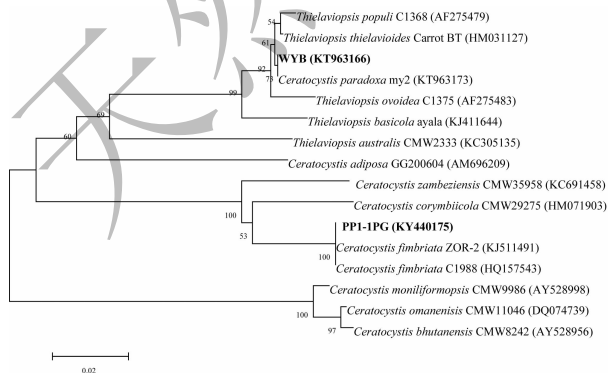 54
Thielaviopsis populi C1368 (AF275479)
Thielaviopsis thielavioides Carrot BT (HM031127)
61
WYB (KT963166)
92
73
Ceratocystis paradoxa my2 (KT963173)
99
Thielaviopsis ovoidea C1375 (AF275483)
69
Thielaviopsis basicola ayala (KJ411644)
60
Thielaviopsis australis CMW2333 (KC305135)
Ceratocystis adiposa GG200604 (AM696209)
Ceratocystis zambeziensis CMW35958 (KC691458)
100
Ceratocystis corymbiicola CMW29275 (HM071903)
53
PP1-1PG (KY440175)
Ceratocystis fimbriata ZOR-2 (KJ511491)
100
Ceratocystis fimbriata C1988 (HQ157543)
Ceratocystis moniliformopsis CMW9986 (AY528998)
100
Ceratocystis omanenisis CMW11046 (DQ074739)
97
Ceratocystis bhutanensis CMW8242 (AY528956)
0.02